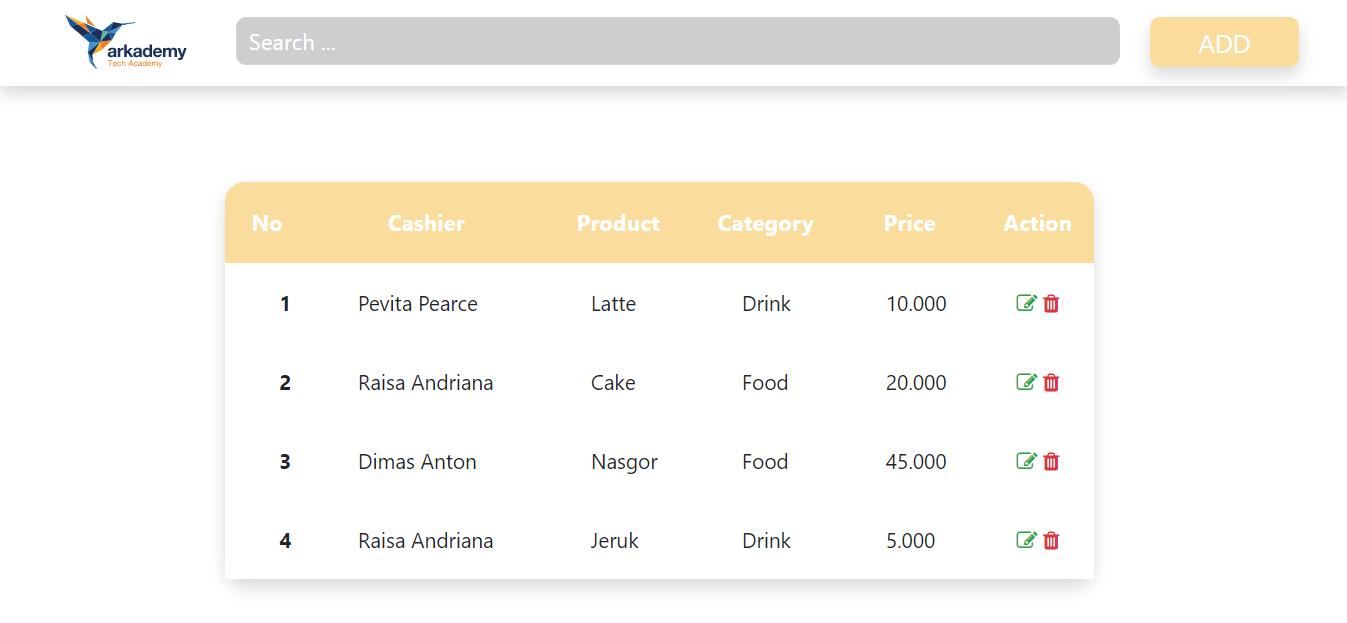 arkademy
Tech Academy
Search ...
ADD
No Cashier Product Category Price Action
1 Pevita Pearce Latte Drink 10.000
2 Raisa Andriana Cake Food 20.000
3 Dimas Anton Nasgor Food 45.000
4 Raisa Andriana Jeruk Drink 5.000